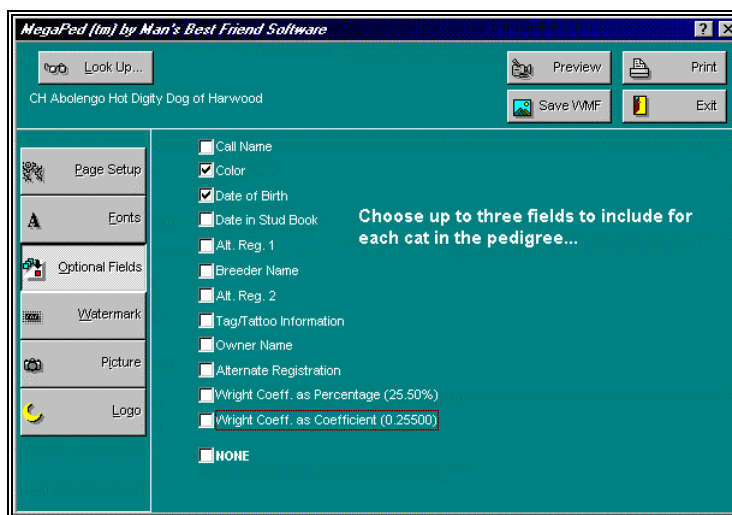 MegaPed (tm) by Man's Best Friend Software
Look Up...
Preview
Print
CH Abolengo Hot Digity Dog of Harwood
Save WMF
Exit
Page Setup
Fonts
Optional Fields
Watermark
Picture
Logo
Call Name
Color
Date of Birth
Date in Stud Book
Alt. Reg. 1
Breeder Name
Alt. Reg. 2
Tag/Tattoo Information
Owner Name
Alternate Registration
Wright Coeff. as Percentage (25.50%)
Wright Coeff. as Coefficient (0.25500)
NONE
Choose up to three fields to include for
each cat in the pedigree...